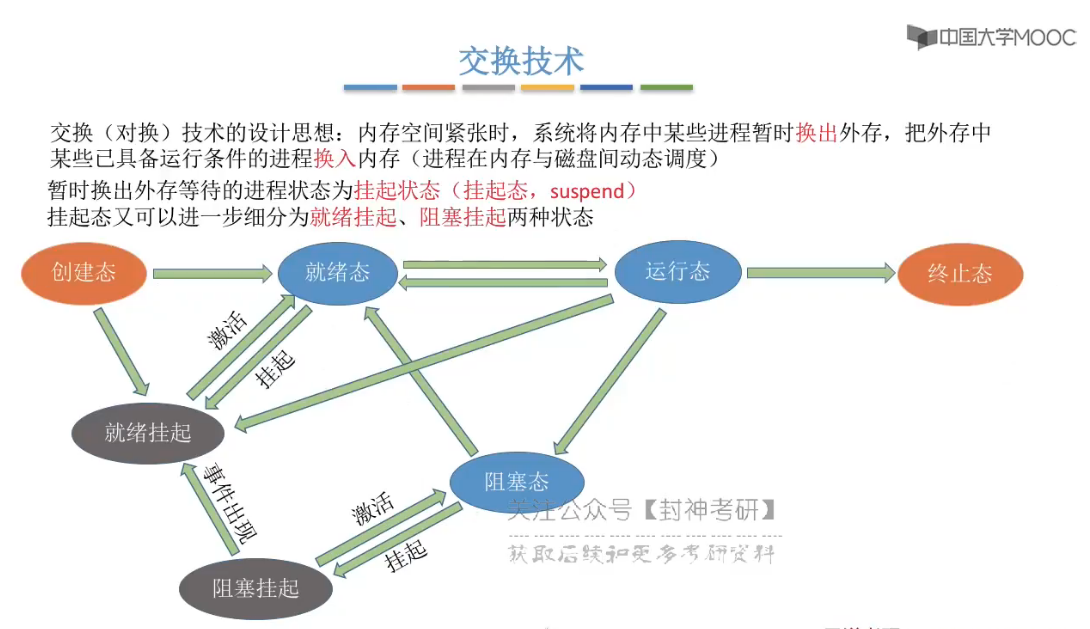 中国大学MOOC
交换技术
交换（对换）技术的设计思想：内存空间紧张时，系统将内存中某些进程暂时换出外存，把外存中
某些已具备运行条件的进程换入内存（进程在内存与磁盘间动态调度）
暂时换出外存等待的进程状态为挂起状态（挂起态，suspend）
挂起态又可以进一步细分为就绪挂起、阻塞挂起两种状态
创建态
就绪态
运行态
终止态
激活
挂起
就绪挂起
事件出现
阻塞态
激活
挂起
阻塞挂起
关注公众号【封神考研】
获取后续和更多考研资料